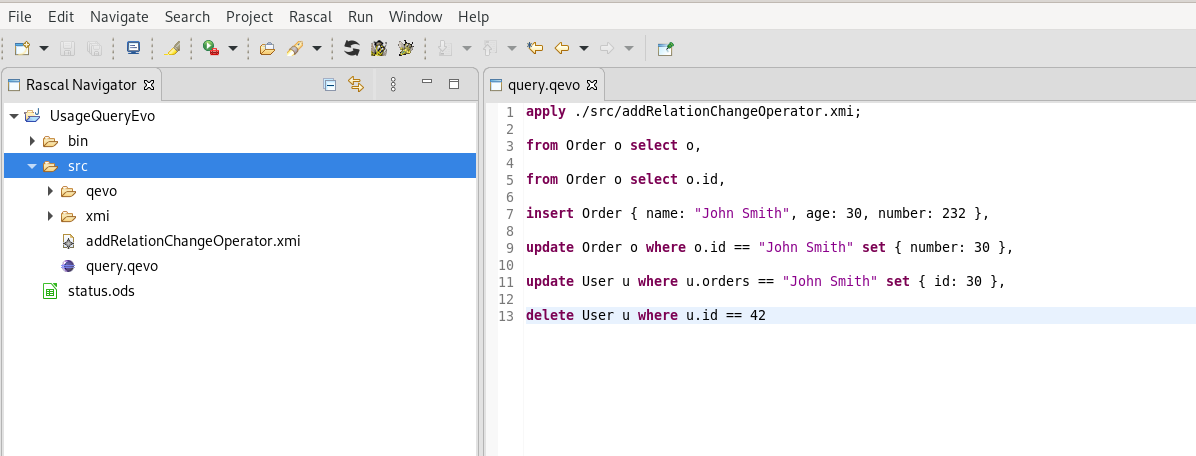 File Edit Navigate Search Project Rascal Run Window Help
Rascal Navigator
UsageQueryEvo
bin
src
qevo
xmi
addRelationChangeOperator.xmi
query.qevo
status.ods
query.qevo
1 apply ./src/addRelationChangeOperator.xmi;
2
3 from Order o select o,
4
5 from Order o select o.id,
6
7 insert Order { name: "John Smith", age: 30, number: 232 },
8
9 update Order o where o.id == "John Smith" set { number: 30 },
10
11 update User u where u.orders == "John Smith" set { id: 30 },
12
13 delete User u where u.id == 42